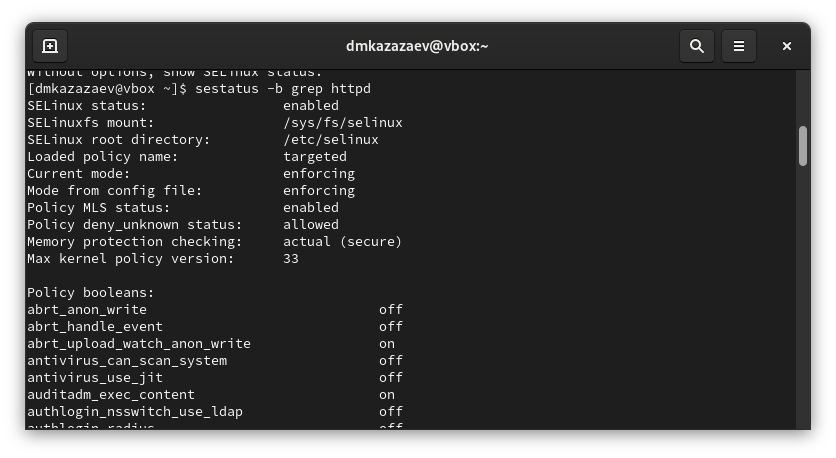 dmkazazaev@vbox:~
Without options, show SELinux status.
[dmkazazaev@vbox ~]$ sestatus -b grep httpd
SELinux status:                 enabled
SELinuxfs mount:                /sys/fs/selinux
SELinux root directory:         /etc/selinux
Loaded policy name:             targeted
Current mode:                   enforcing
Mode from config file:          enforcing
Policy MLS status:              enabled
Policy deny_unknown status:     allowed
Memory protection checking:     actual (secure)
Max kernel policy version:      33
Policy booleans:
abrt_anon_write                             off
abrt_handle_event                           off
abrt_upload_watch_anon_write                on
antivirus_can_scan_system                   off
antivirus_use_jit                           off
auditadm_exec_content                       on
authlogin_nsswitch_use_ldap                 off
authlogin_radius                            off